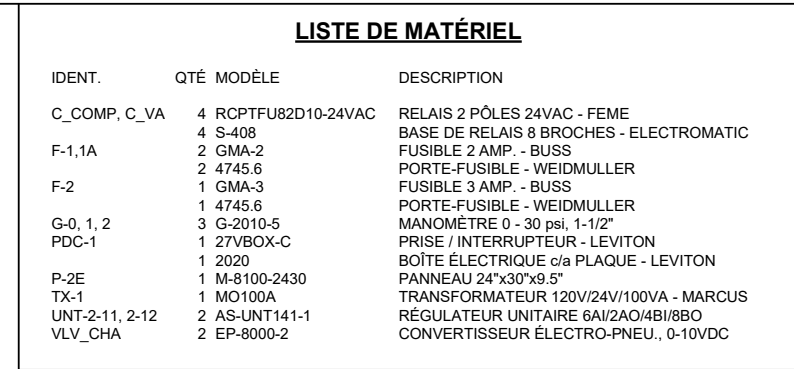 LISTE DE MATÉRIEL
IDENT. QTÉ MODÈLE DESCRIPTION
C_COMP, C_VA 4 RCPTFU82D10-24VAC RELAIS 2 PÔLES 24VAC - FEME
4 S-408 BASE DE RELAIS 8 BROCHES - ELECTROMATIC
F-1,1A 2 GMA-2 FUSIBLE 2 AMP. - BUSS
2 4745.6 PORTE-FUSIBLE - WEIDMULLER
F-2 1 GMA-3 FUSIBLE 3 AMP. - BUSS
1 4745.6 PORTE-FUSIBLE - WEIDMULLER
G-0, 1, 2 3 G-2010-5 MANOMÈTRE 0 - 30 psi, 1-1/2"
PDC-1 1 27VBOX-C PRISE / INTERRUPTEUR - LEVITON
1 2020 BOÎTE ÉLECTRIQUE c/a PLAQUE - LEVITON
P-2E 1 M-8100-2430 PANNEAU 24"x30"x9.5"
TX-1 1 MO100A TRANSFORMATEUR 120V/24V/100VA - MARCUS
UNT-2-11, 2-12 2 AS-UNT141-1 RÉGULATEUR UNITAIRE 6AI/2AO/4BI/8BO
VLV_CHA 2 EP-8000-2 CONVERTISSEUR ÉLECTRO-PNEU., 0-10VDC